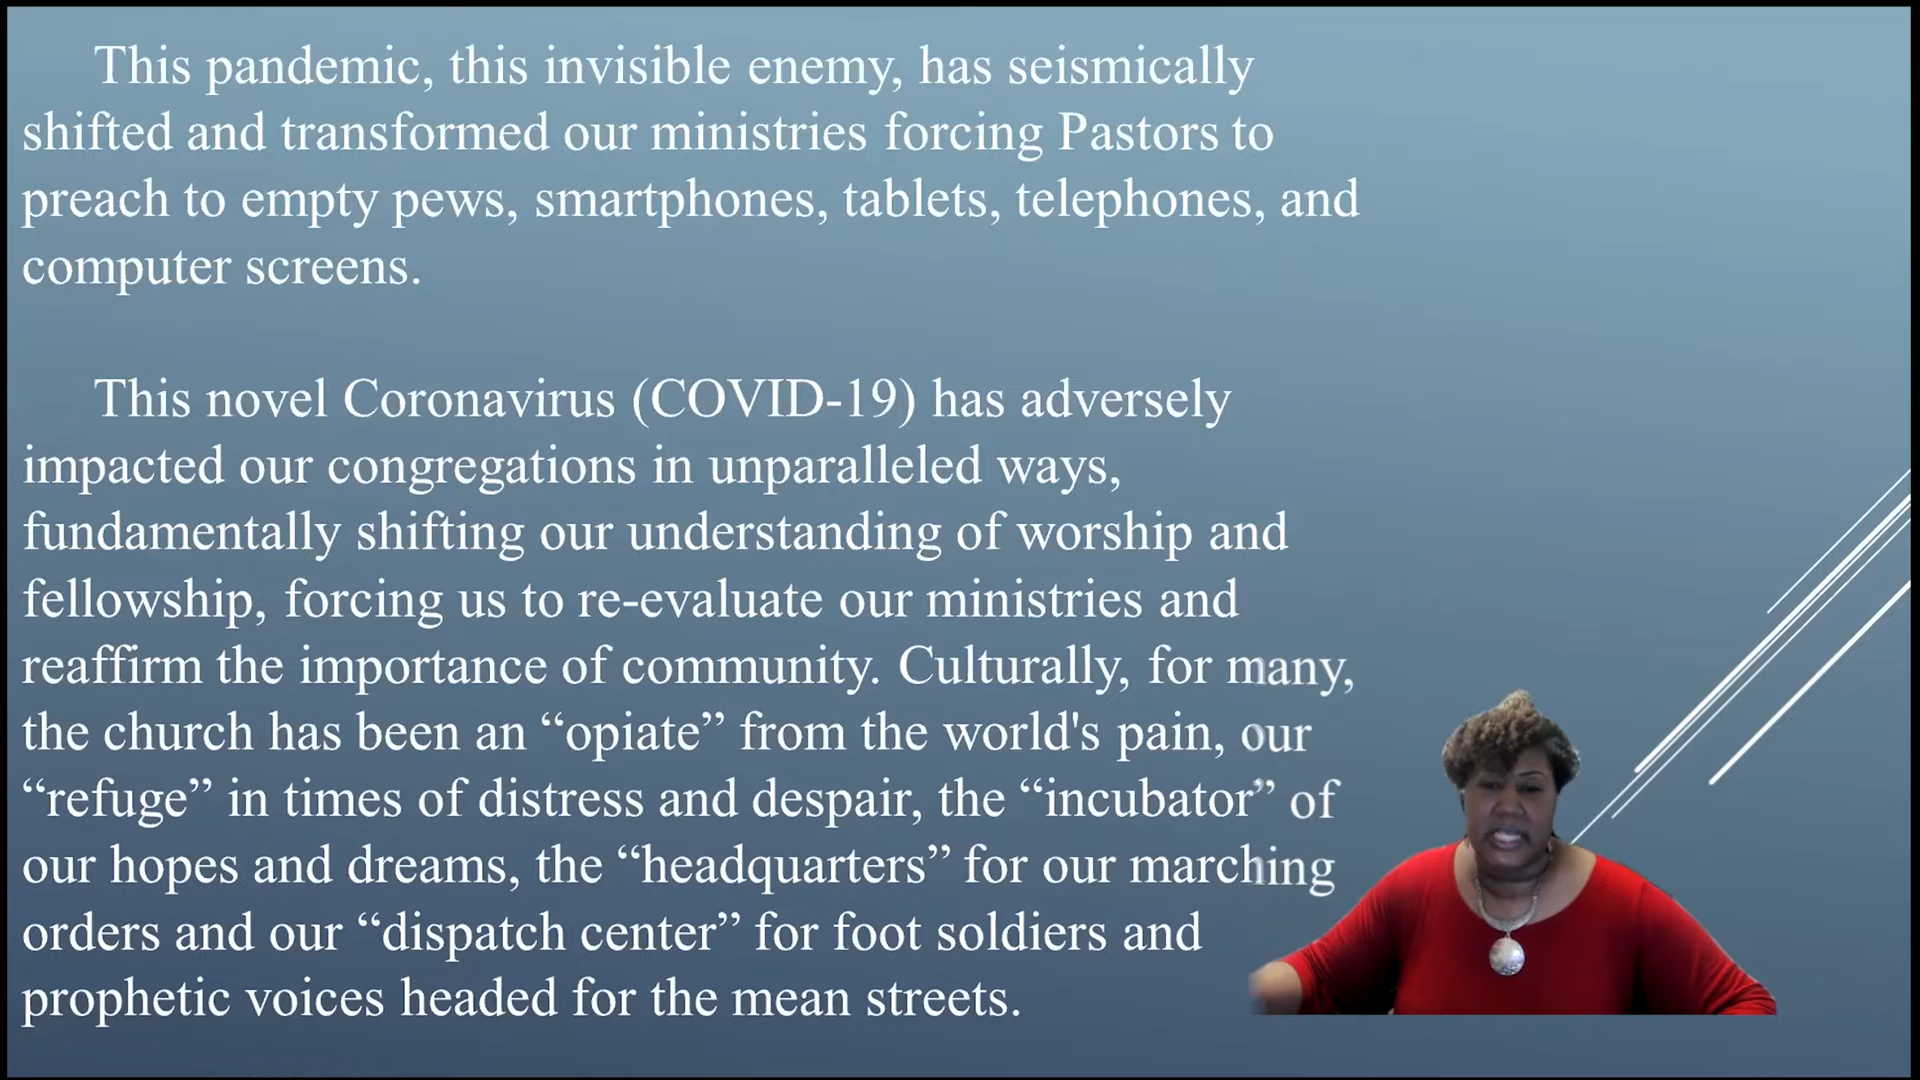 This pandemic, this invisible enemy, has seismically
shifted and transformed our ministries forcing Pastors to
preach to empty pews, smartphones, tablets, telephones, and
computer screens.
This novel Coronavirus (COVID-19) has adversely
impacted our congregations in unparalleled ways,
fundamentally shifting our understanding of worship and
fellowship, forcing us to re-evaluate our ministries and
reaffirm the importance of community. Culturally, for many,
the church has been an “opiate” from the world's pain, our
“refuge” in times of distress and despair, the “incubator” of
our hopes and dreams, the “headquarters” for our marching
orders and our “dispatch center” for foot soldiers and
prophetic voices headed for the mean streets.